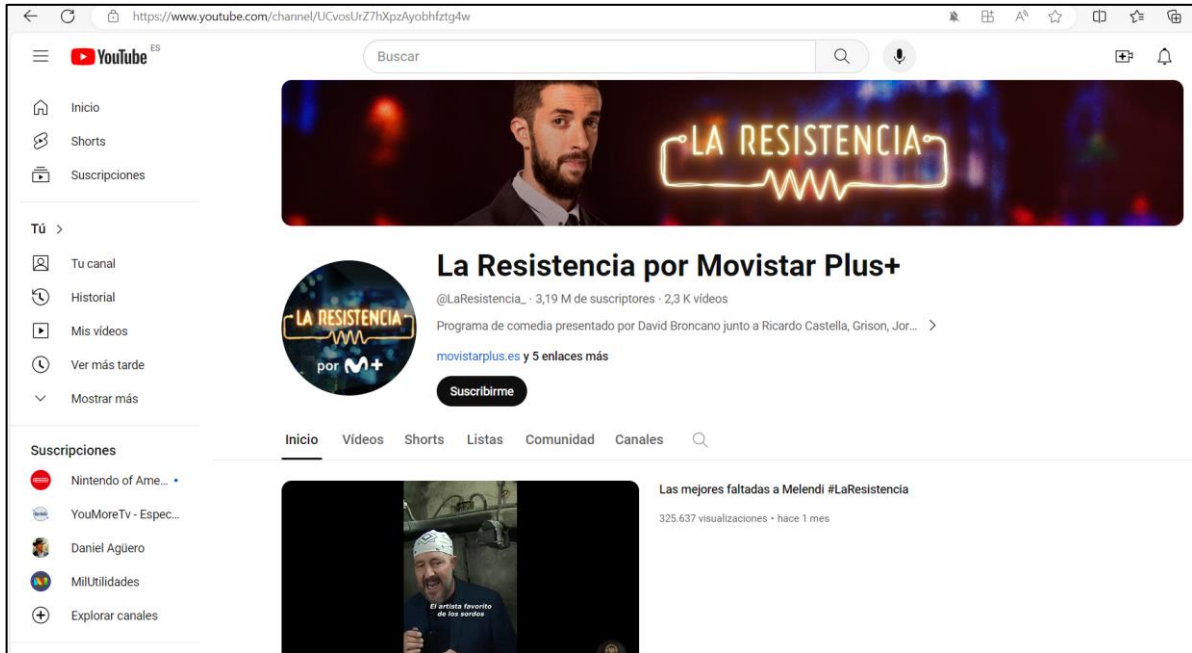 https://www.youtube.com/channel/UCvosUrZ7hXpzAyobhfztg4w
YouTube ES
Buscar
Inicio
Shorts
Suscripciones
Tú
Tu canal
Historial
Mis vídeos
Ver más tarde
Mostrar más
Suscripciones
Nintendo of Ame...
YouMoreTv - Espec...
Daniel Agüero
MilUtilidades
Explorar canales
LA RESISTENCIA
LA RESISTENCIA
por M+
La Resistencia por Movistar Plus+
@LaResistencia_ · 3,19 M de suscriptores · 2,3 K vídeos
Programa de comedia presentado por David Broncano junto a Ricardo Castella, Grison, Jor...
movistarplus.es y 5 enlaces más
Suscribirme
Inicio Vídeos Shorts Listas Comunidad Canales
El artista favorito
de los sordos
Las mejores faltadas a Melendi #LaResistencia
325.637 visualizaciones • hace 1 mes